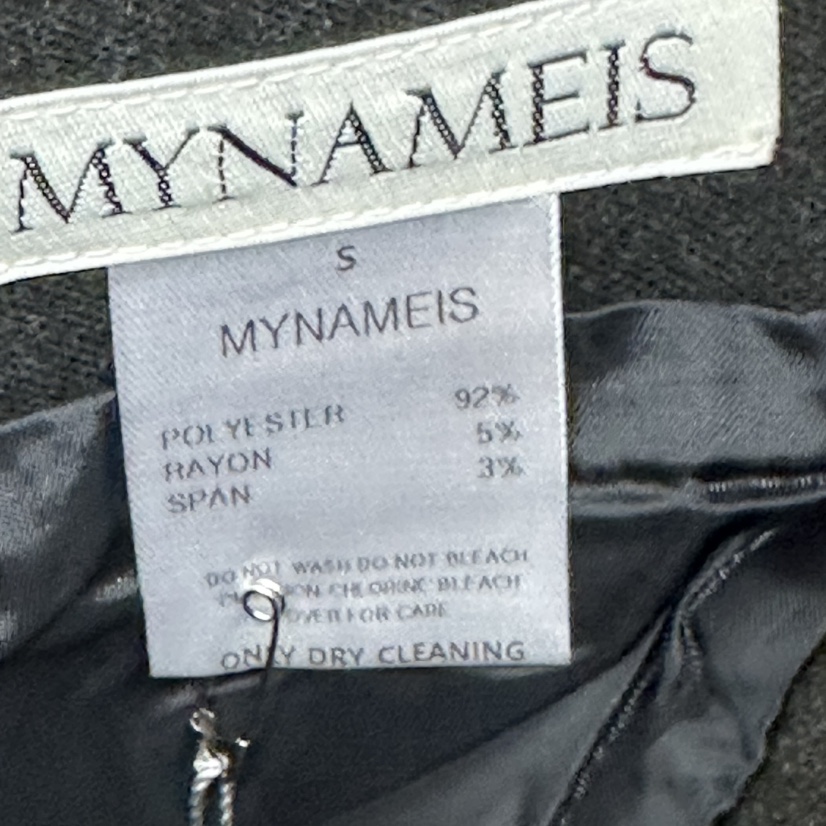 MYNAMEIS
S
MYNAMEIS
POLYESTER 92%
RAYON 5%
SPAN 3%
DO NOT WASH DO NOT BLEACH
NON CHLORINE BLEACH
OVER FOR CARE
ONLY DRY CLEANING